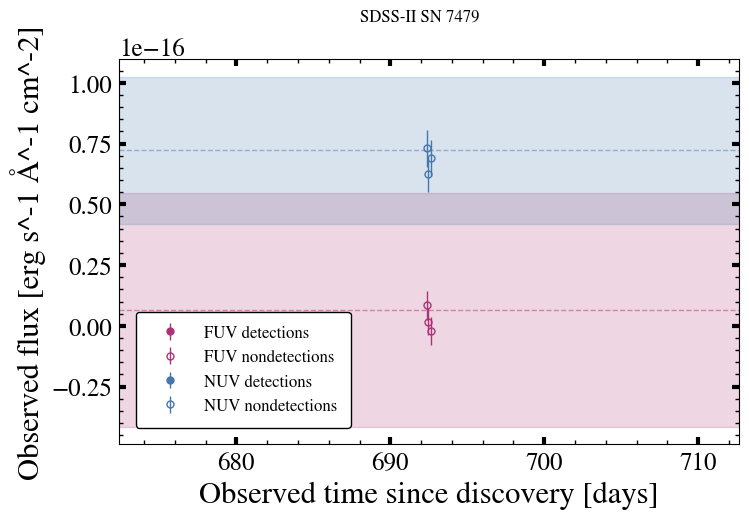 SDSS-II SN 7479
1e−16
1.00
0.75
0.50
0.25
0.00
−0.25
Observed flux [erg s^-1 Å^-1 cm^-2]
FUV detections
FUV nondetections
NUV detections
NUV nondetections
680 690 700 710
Observed time since discovery [days]